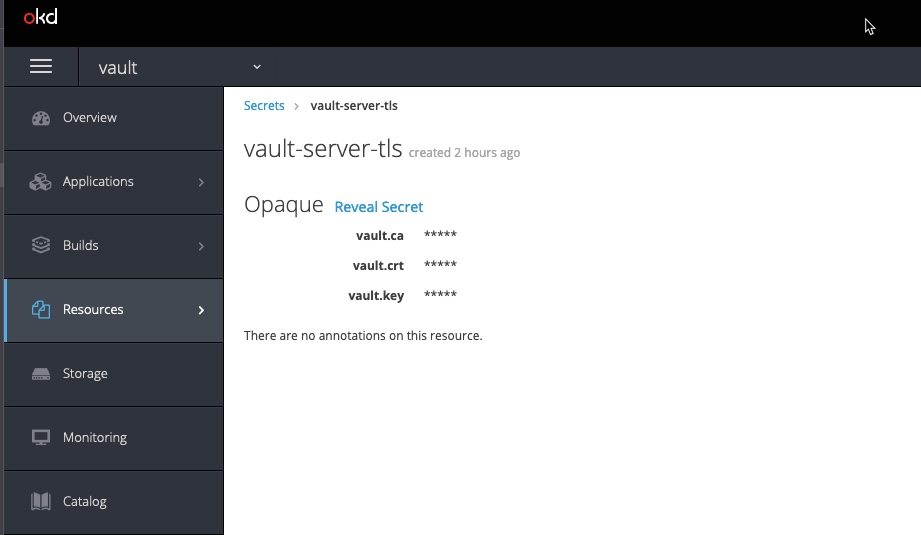 okd
vault
Overview
Applications
Builds
Resources
Storage
Monitoring
Catalog
Secrets > vault-server-tls
vault-server-tls created 2 hours ago
Opaque Reveal Secret
vault.ca *****
vault.crt *****
vault.key *****
There are no annotations on this resource.